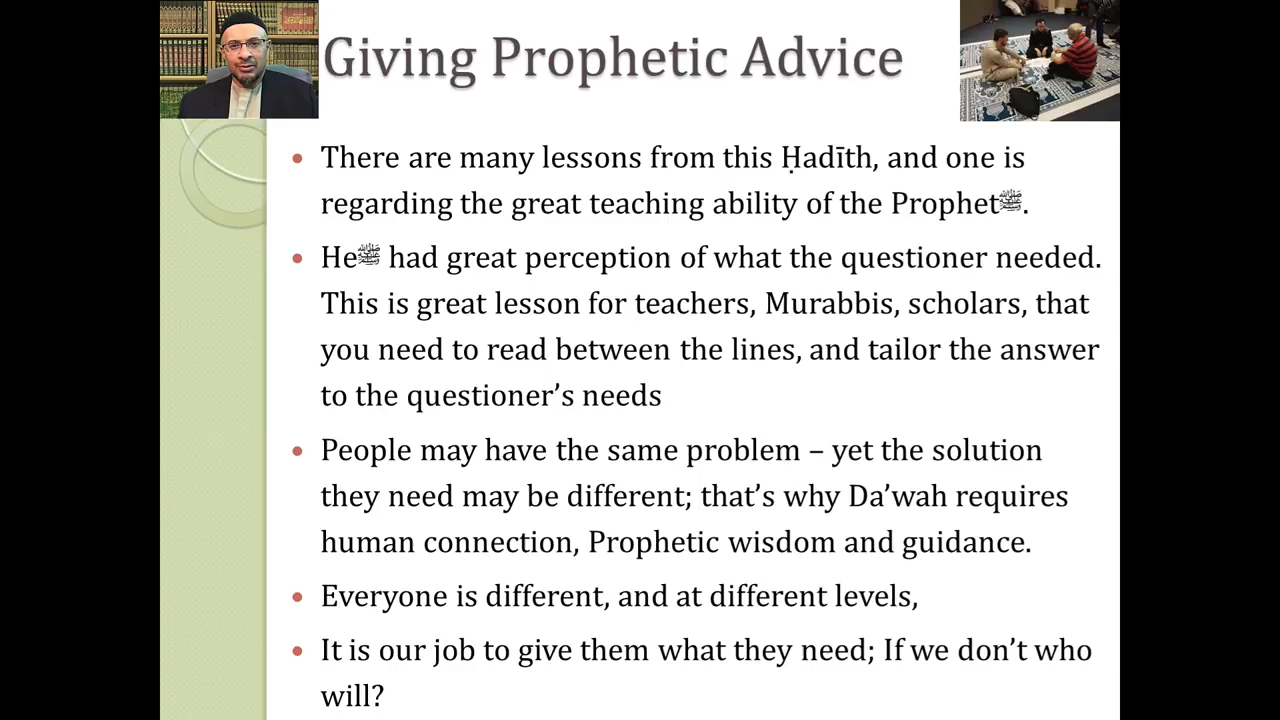 Giving Prophetic Advice
• There are many lessons from this Ḥadīth, and one is
regarding the great teaching ability of the Prophetﷺ.
• Heﷺ had great perception of what the questioner needed.
This is great lesson for teachers, Murabbis, scholars, that
you need to read between the lines, and tailor the answer
to the questioner’s needs
• People may have the same problem – yet the solution
they need may be different; that’s why Da’wah requires
human connection, Prophetic wisdom and guidance.
• Everyone is different, and at different levels,
• It is our job to give them what they need; If we don’t who
will?